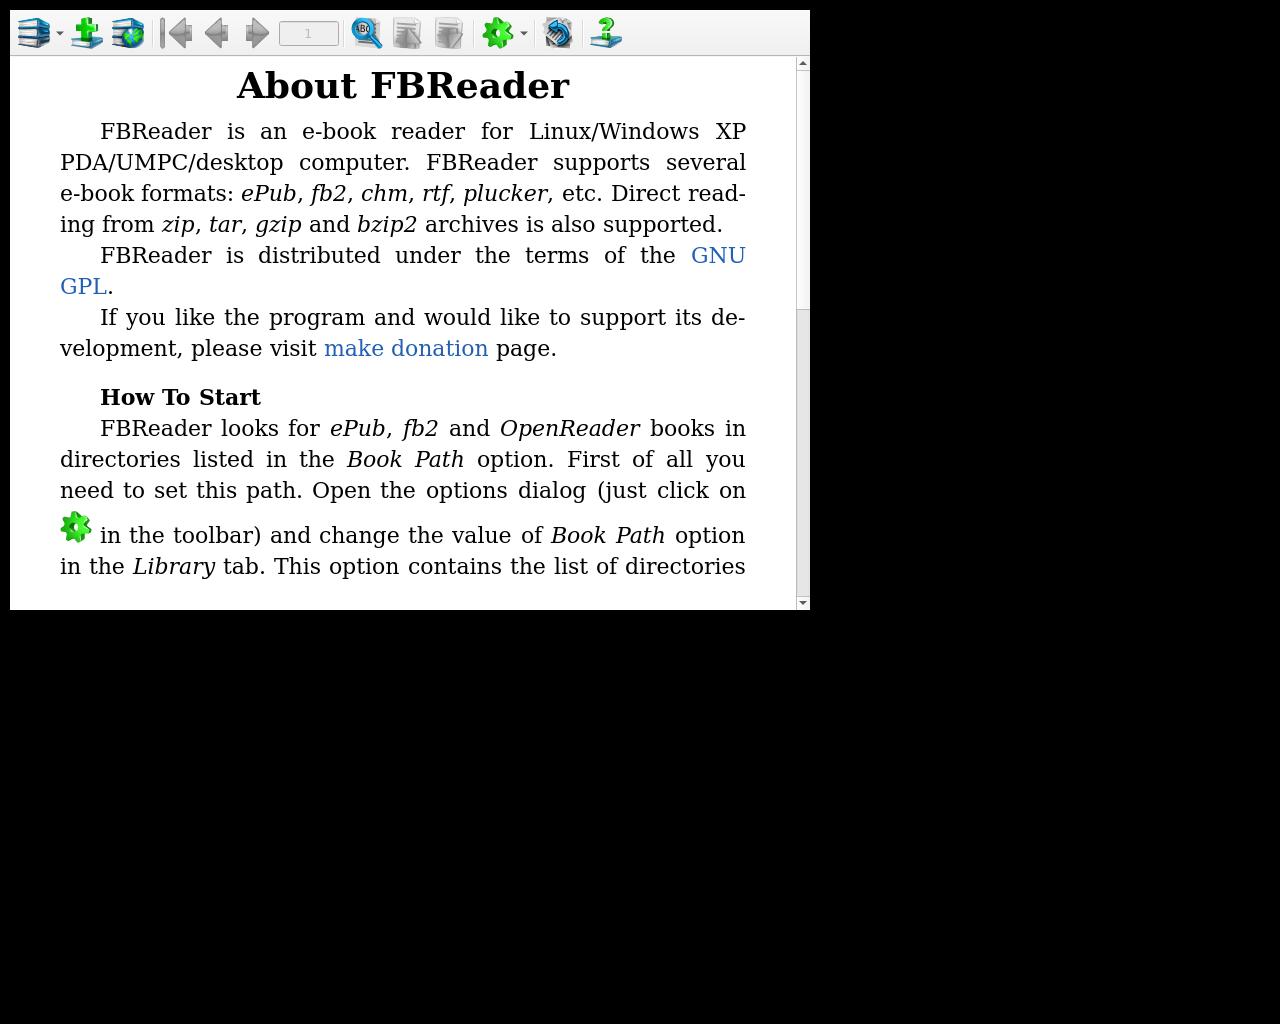 1
ABC
About FBReader
FBReader is an e-book reader for Linux/Windows XP
PDA/UMPC/desktop computer. FBReader supports several
e-book formats: ePub, fb2, chm, rtf, plucker, etc. Direct read-
ing from zip, tar, gzip and bzip2 archives is also supported.
FBReader is distributed under the terms of the GNU
GPL.
If you like the program and would like to support its de-
velopment, please visit make donation page.
How To Start
FBReader looks for ePub, fb2 and OpenReader books in
directories listed in the Book Path option. First of all you
need to set this path. Open the options dialog (just click on
in the toolbar) and change the value of Book Path option
in the Library tab. This option contains the list of directories